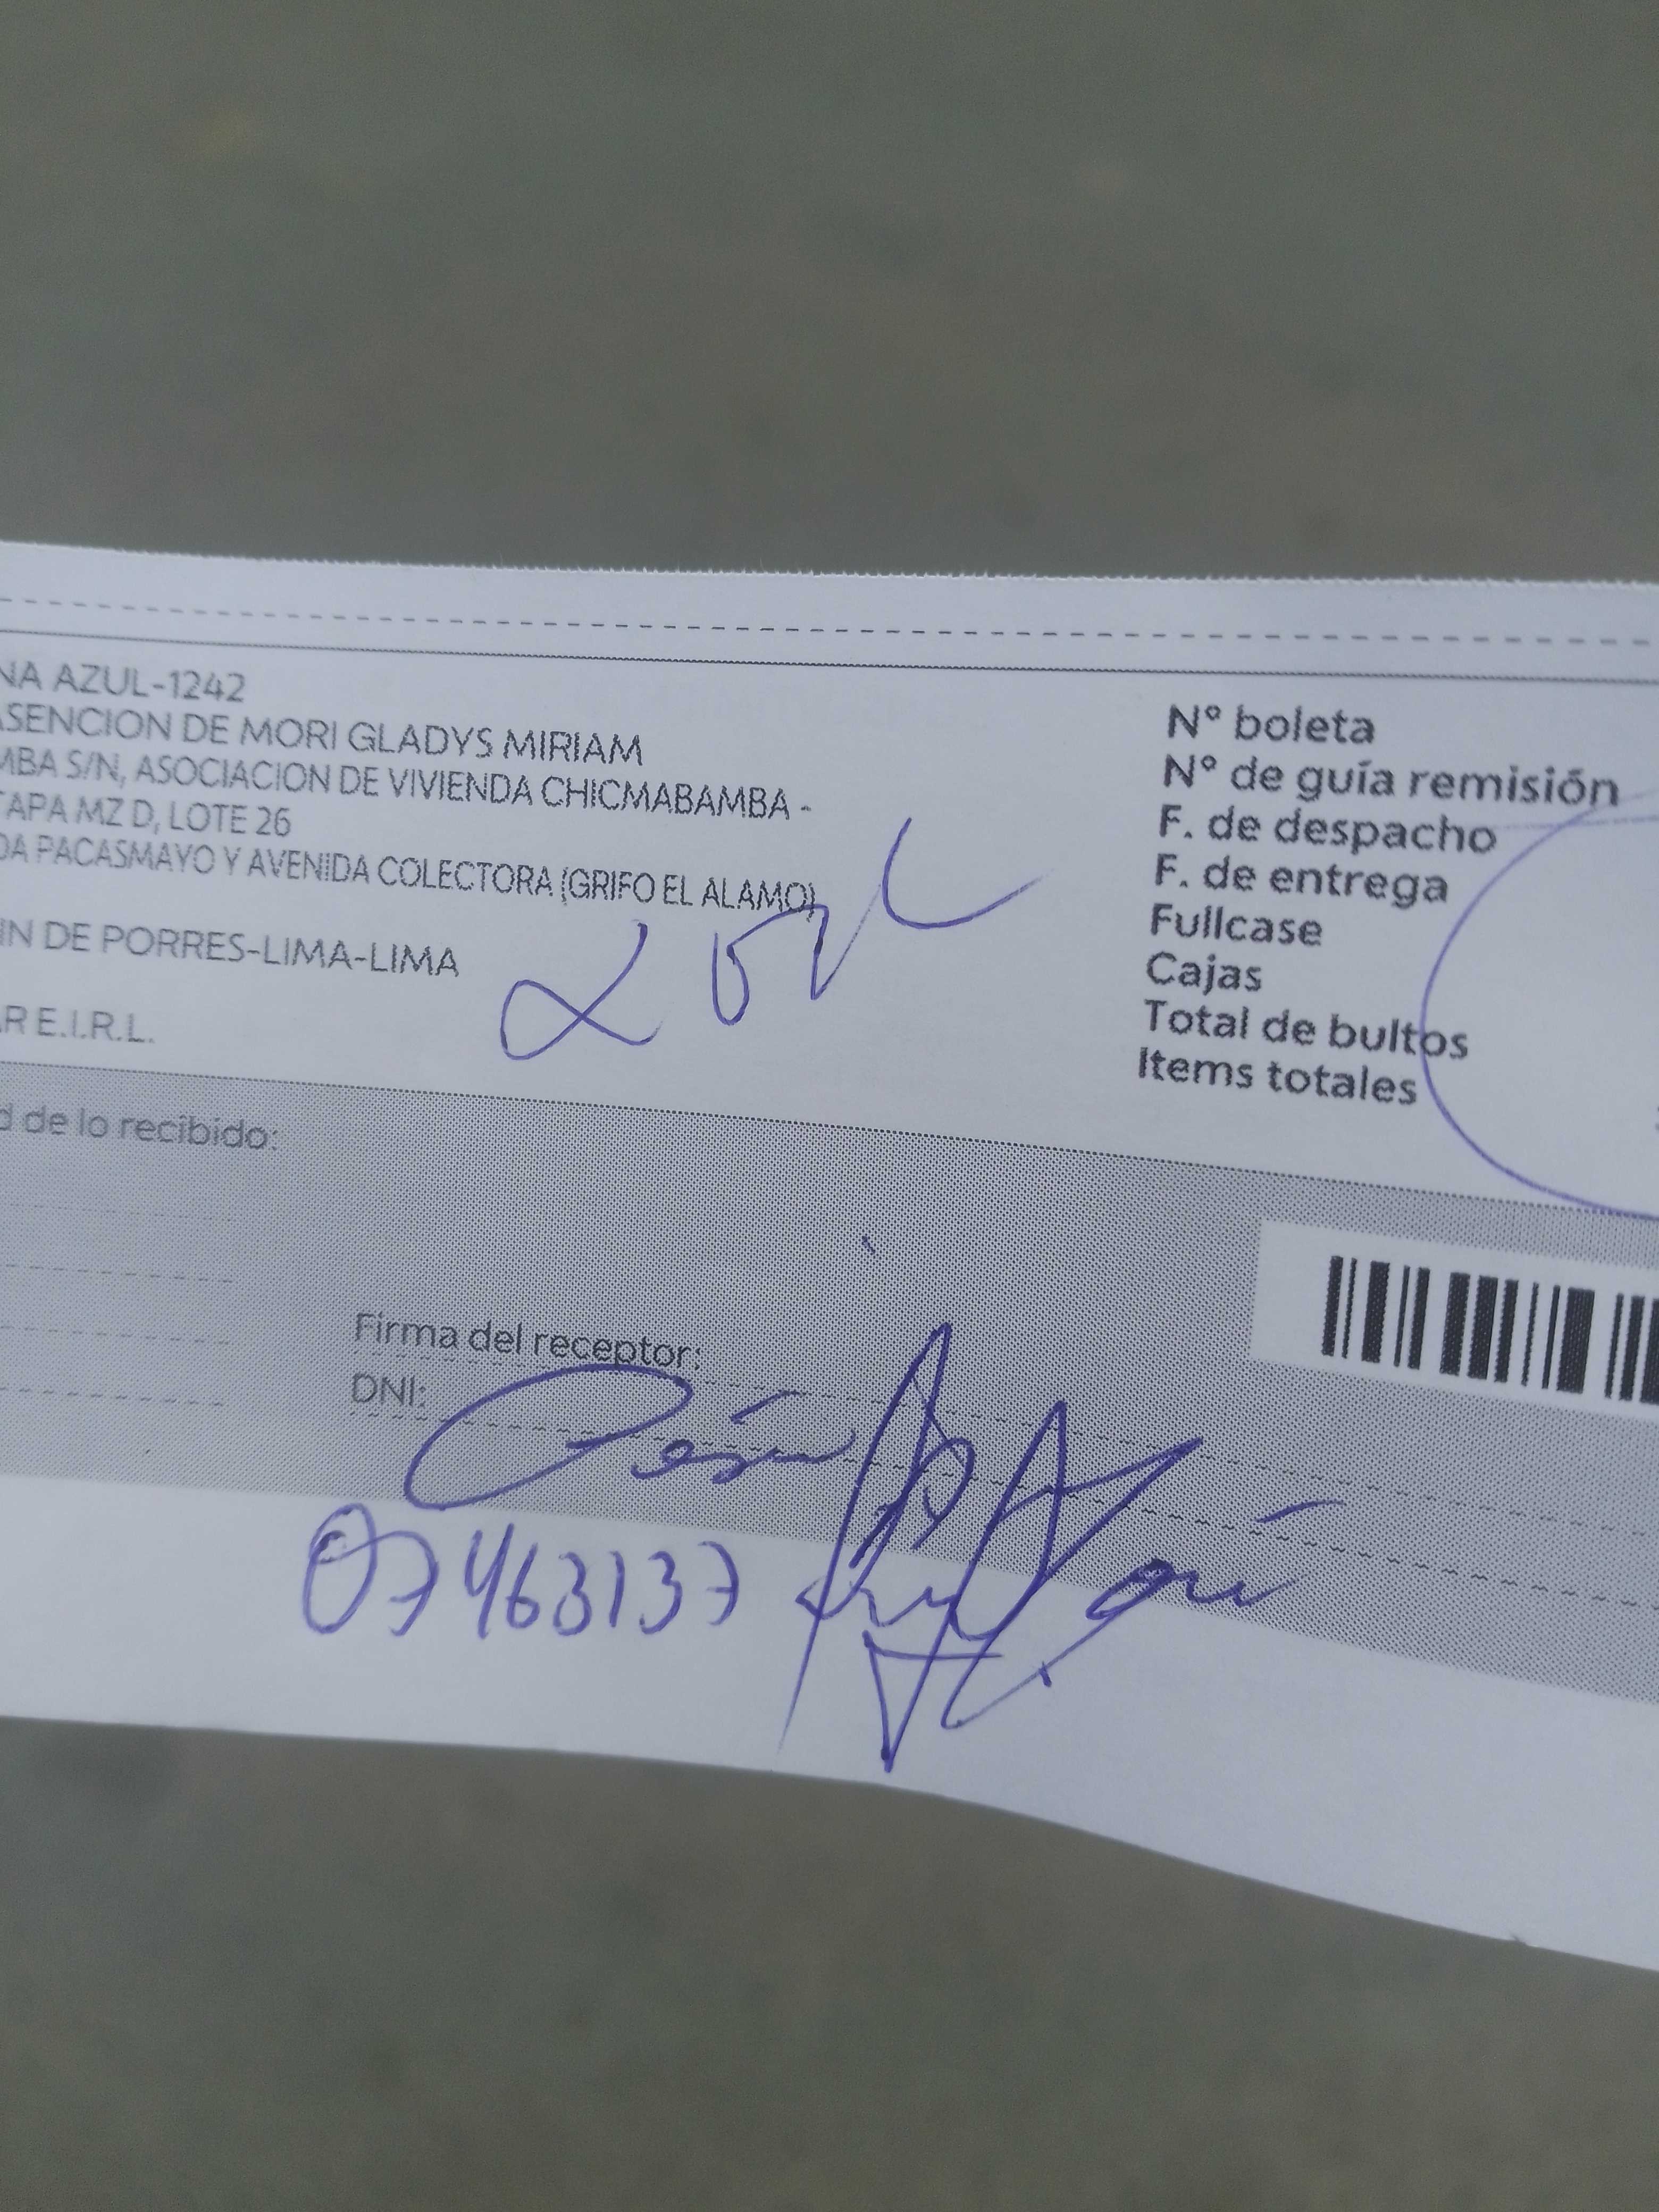 NA AZUL-1242
ASENCION DE MORI GLADYS MIRIAM
MBA S/N, ASOCIACION DE VIVIENDA CHICMABAMBA -
TAPA MZ D, LOTE 26
DA PACASMAYO Y AVENIDA COLECTORA (GRIFO EL ALAMO)
IN DE PORRES-LIMA-LIMA
AR E.I.R.L.
N° boleta
N° de guía remisión
F. de despacho
F. de entrega
Fullcase
Cajas
Total de bultos
Items totales
d de lo recibido:
Firma del receptor:
DNI:
07463137